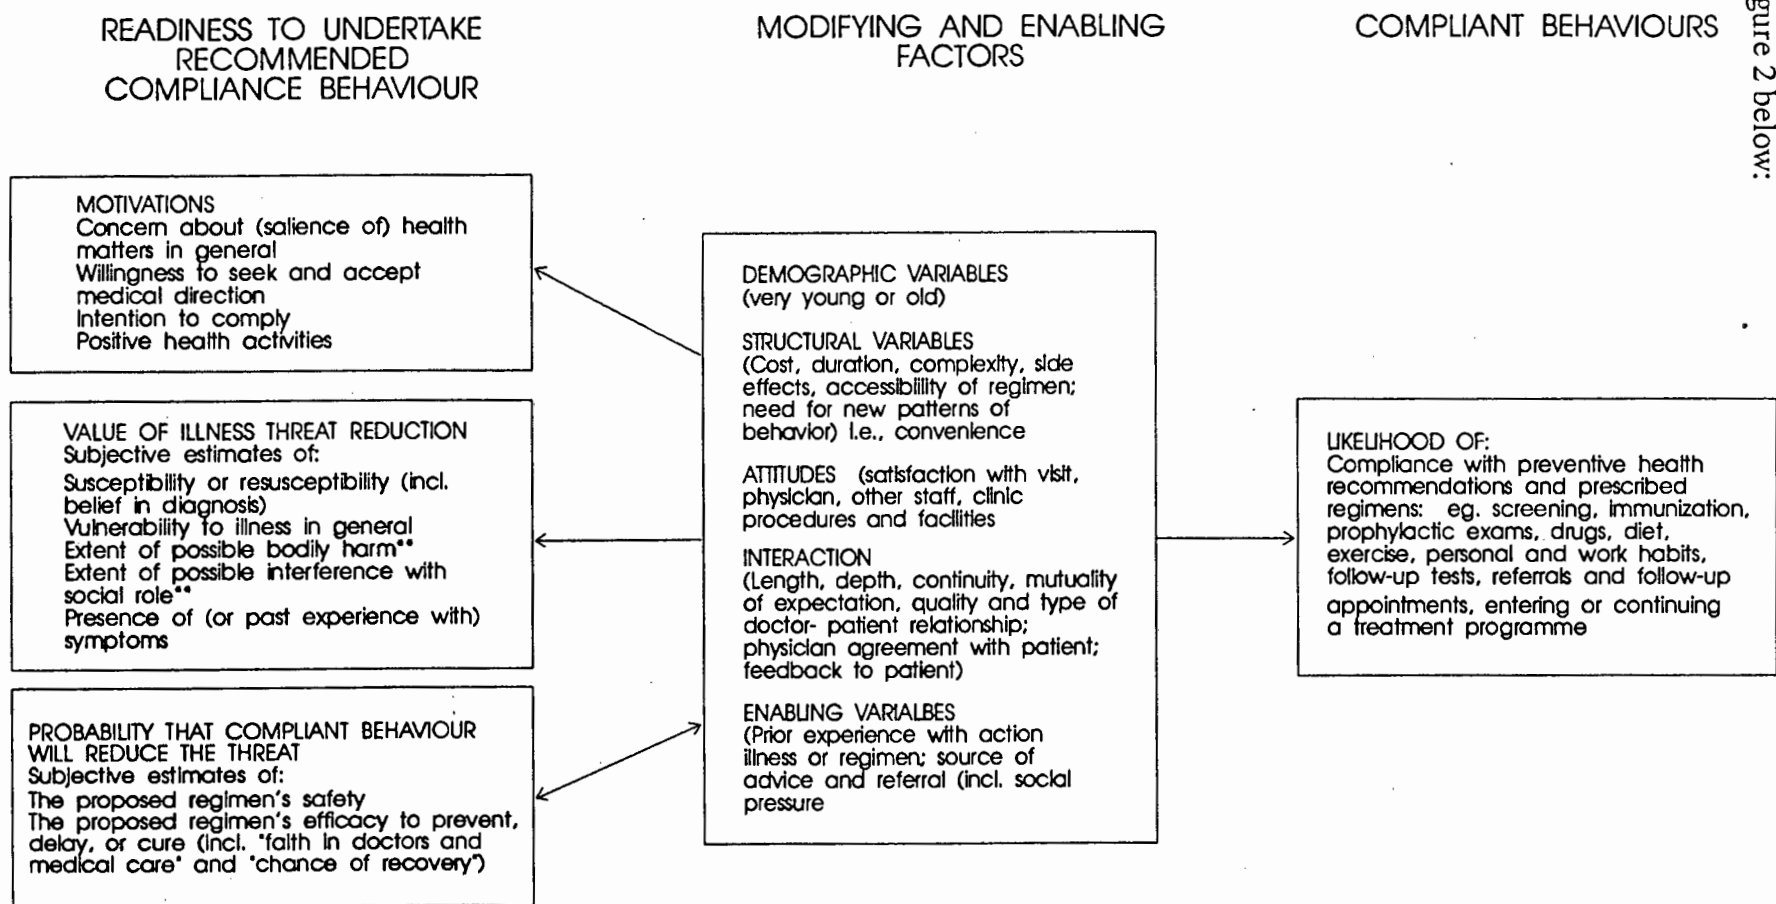 READINESS TO UNDERTAKE
RECOMMENDED
COMPLIANCE BEHAVIOUR
MODIFYING AND ENABLING
FACTORS
COMPLIANT BEHAVIOURS
gure 2 below:
MOTIVATIONS
Concern about (salience of) health
matters in general
Willingness to seek and accept
medical direction
Intention to comply
Positive health activities
VALUE OF ILLNESS THREAT REDUCTION
Subjective estimates of:
Susceptibility or resusceptibility (incl.
belief in diagnosis)
Vulnerability to illness in general
Extent of possible bodily harm**
Extent of possible interference with
social role**
Presence of (or past experience with)
symptoms
PROBABILITY THAT COMPLIANT BEHAVIOUR
WILL REDUCE THE THREAT
Subjective estimates of:
The proposed regimen's safety
The proposed regimen's efficacy to prevent,
delay, or cure (incl. "faith in doctors and
medical care" and "chance of recovery")
DEMOGRAPHIC VARIABLES
(very young or old)
STRUCTURAL VARIABLES
(Cost, duration, complexity, side
effects, accessiblility of regimen;
need for new patterns of
behavior) i.e., convenience
ATTITUDES (satisfaction with visit,
physician, other staff, clinic
procedures and facilities
INTERACTION
(Length, depth, continuity, mutuality
of expectation, quality and type of
doctor- patient relationship;
physician agreement with patient;
feedback to patient)
ENABLING VARIALBES
(Prior experience with action
illness or regimen; source of
advice and referral (incl. social
pressure
LIKELIHOOD OF:
Compliance with preventive health
recommendations and prescribed
regimens: eg. screening, immunization,
prophylactic exams, drugs, diet,
exercise, personal and work habits,
follow-up tests, referrals and follow-up
appointments, entering or continuing
a treatment programme